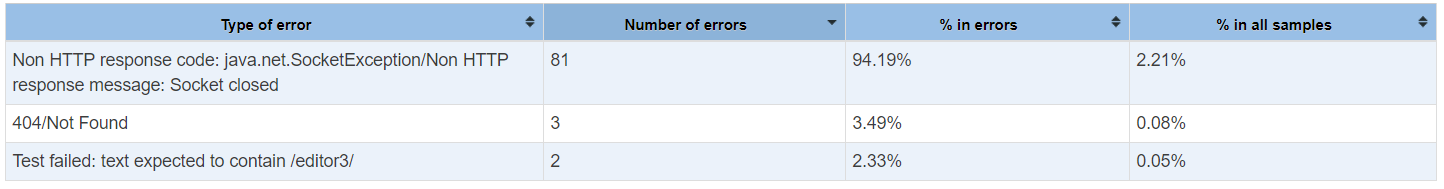 Type of error Number of errors % in errors % in all samples
Non HTTP response code: java.net.SocketException/Non HTTP 81 94.19% 2.21%
response message: Socket closed
404/Not Found 3 3.49% 0.08%
Test failed: text expected to contain /editor3/ 2 2.33% 0.05%